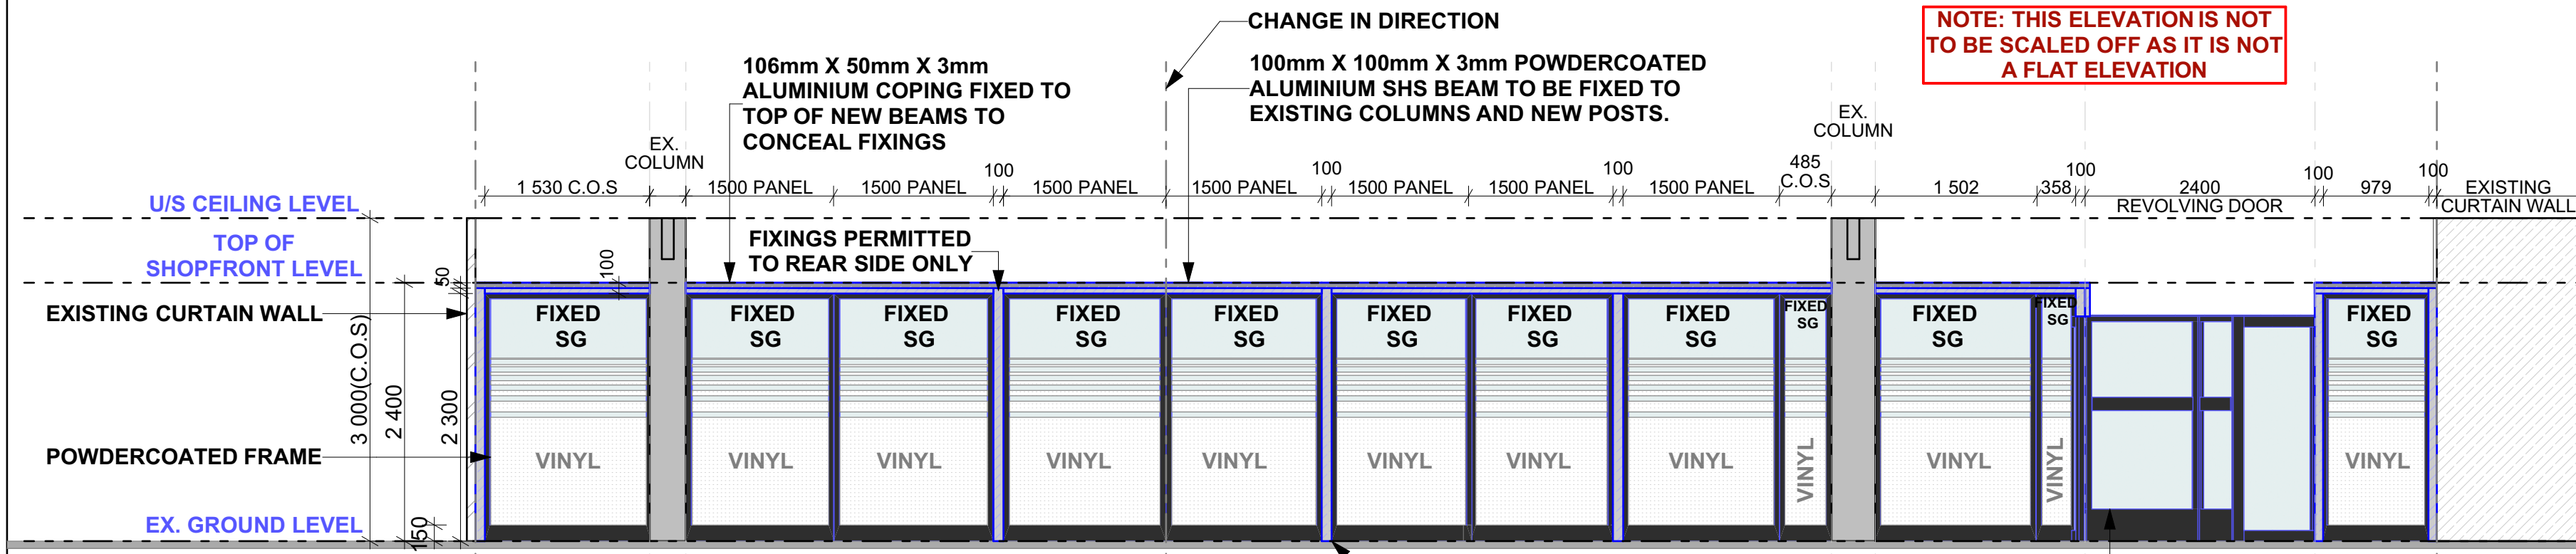 CHANGE IN DIRECTION
NOTE: THIS ELEVATION IS NOT
TO BE SCALED OFF AS IT IS NOT
A FLAT ELEVATION
106mm X 50mm X 3mm
ALUMINIUM COPING FIXED TO
TOP OF NEW BEAMS TO
CONCEAL FIXINGS
100mm X 100mm X 3mm POWDERCOATED
ALUMINIUM SHS BEAM TO BE FIXED TO
EXISTING COLUMNS AND NEW POSTS.
EX.
COLUMN
EX.
COLUMN
1 530 C.O.S
1500 PANEL
1500 PANEL
100
1500 PANEL
1500 PANEL
100
1500 PANEL
1500 PANEL
100
1500 PANEL
485
C.O.S
1 502
358
100
2400
REVOLVING DOOR
100
979
100
EXISTING
CURTAIN WALL
U/S CEILING LEVEL
TOP OF
SHOPFRONT LEVEL
FIXINGS PERMITTED
TO REAR SIDE ONLY
50
100
EXISTING CURTAIN WALL
3 000(C.O.S)
2 400
2 300
150
POWDERCOATED FRAME
EX. GROUND LEVEL
FIXED
SG
FIXED
SG
FIXED
SG
FIXED
SG
FIXED
SG
FIXED
SG
FIXED
SG
FIXED
SG
FIXED
SG
FIXED
SG
FIXED
SG
FIXED
SG
VINYL
VINYL
VINYL
VINYL
VINYL
VINYL
VINYL
VINYL
VINYL
VINYL
VINYL
VINYL